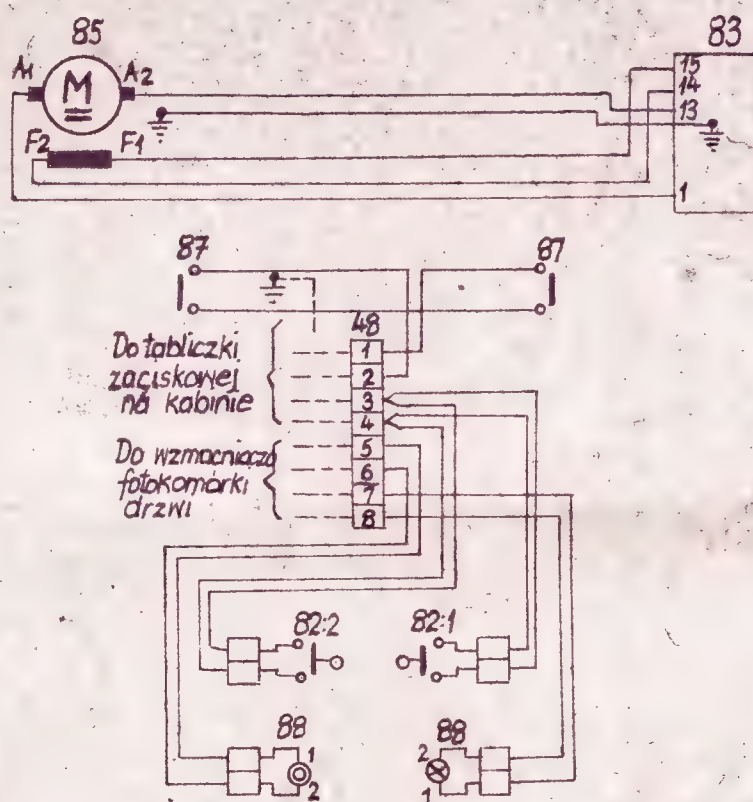 85
83
A1
M
A2
15
14
13
F2
F1
1
87
87
48
Do tabliczki
zaciskowej
na kabinie
1
2
3
4
Do wzmacniacza
fotokomórki
drzwi
5
6
7
8
82:2
82:1
88
88
1
2
2
1